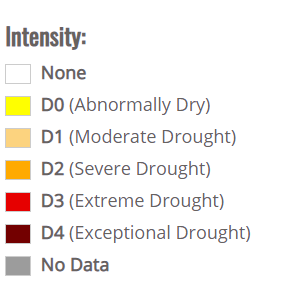 Intensity:
None
D0 (Abnormally Dry)
D1 (Moderate Drought)
D2 (Severe Drought)
D3 (Extreme Drought)
D4 (Exceptional Drought)
No Data